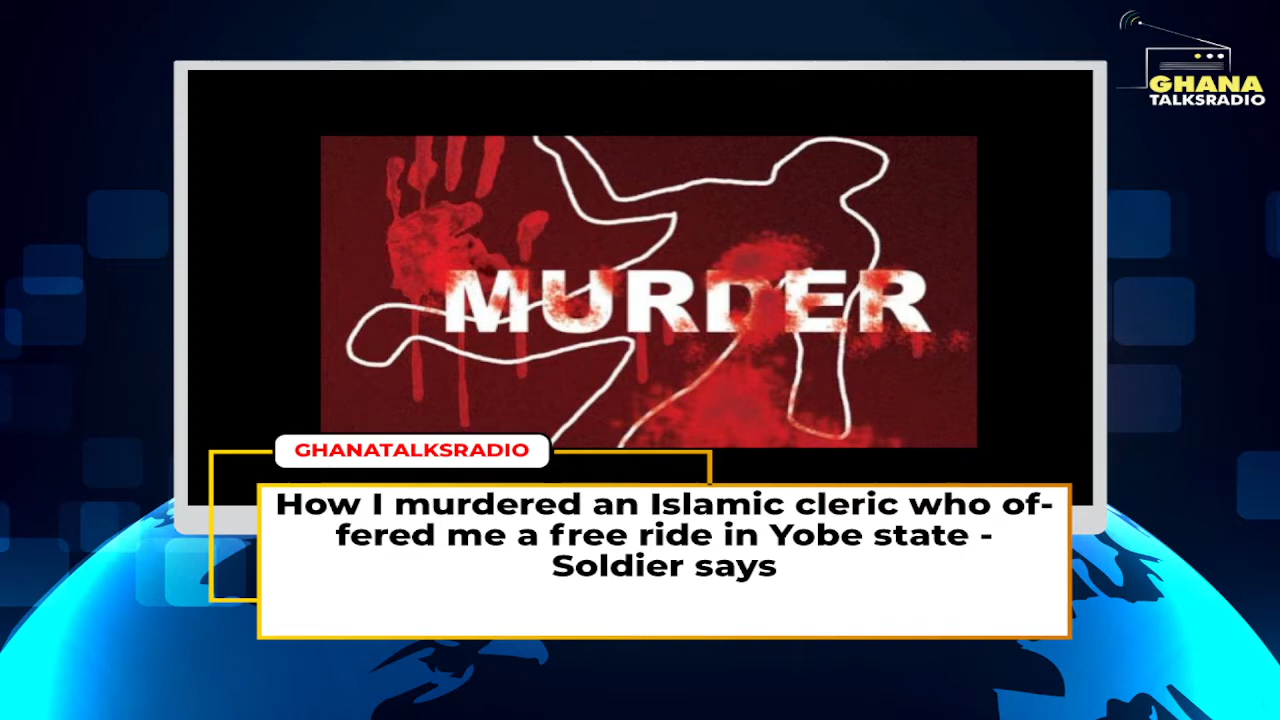 GHANA
TALKSRADIO
MURDER
GHANATALKSRADIO
How I murdered an Islamic cleric who of-
fered me a free ride in Yobe state -
Soldier says